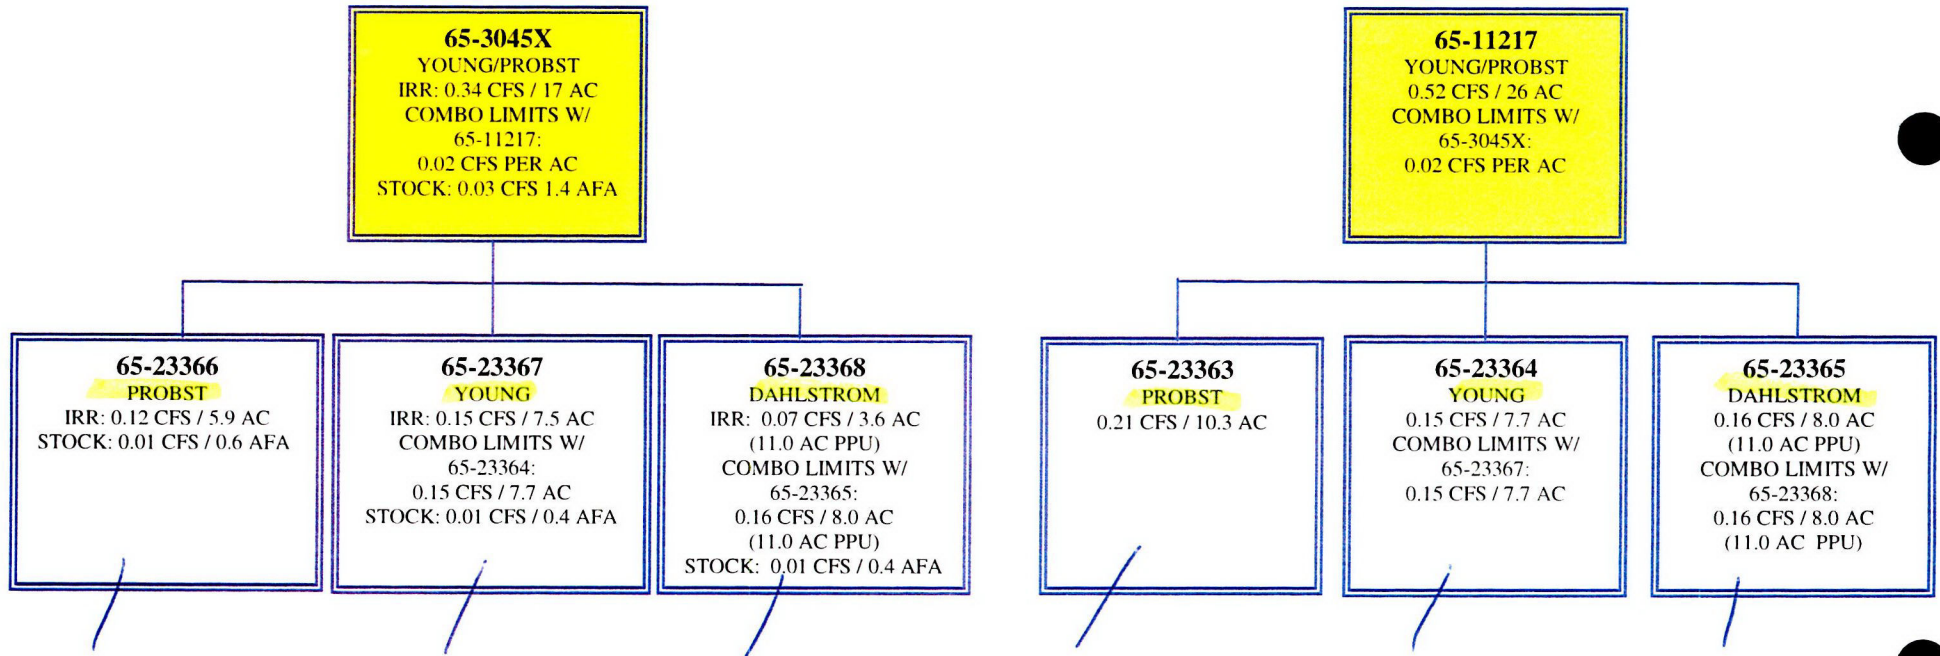 65-3045X
YOUNG/PROBST
IRR: 0.34 CFS / 17 AC
COMBO LIMITS W/
65-11217:
0.02 CFS PER AC
STOCK: 0.03 CFS 1.4 AFA
65-11217
YOUNG/PROBST
0.52 CFS / 26 AC
COMBO LIMITS W/
65-3045X:
0.02 CFS PER AC
65-23366
PROBST
IRR: 0.12 CFS / 5.9 AC
STOCK: 0.01 CFS / 0.6 AFA
65-23367
YOUNG
IRR: 0.15 CFS / 7.5 AC
COMBO LIMITS W/
65-23364:
0.15 CFS / 7.7 AC
STOCK: 0.01 CFS / 0.4 AFA
65-23368
DAHLSTROM
IRR: 0.07 CFS / 3.6 AC
(11.0 AC PPU)
COMBO LIMITS W/
65-23365:
0.16 CFS / 8.0 AC
(11.0 AC PPU)
STOCK: 0.01 CFS / 0.4 AFA
65-23363
PROBST
0.21 CFS / 10.3 AC
65-23364
YOUNG
0.15 CFS / 7.7 AC
COMBO LIMITS W/
65-23367:
0.15 CFS / 7.7 AC
65-23365
DAHLSTROM
0.16 CFS / 8.0 AC
(11.0 AC PPU)
COMBO LIMITS W/
65-23368:
0.16 CFS / 8.0 AC
(11.0 AC PPU)